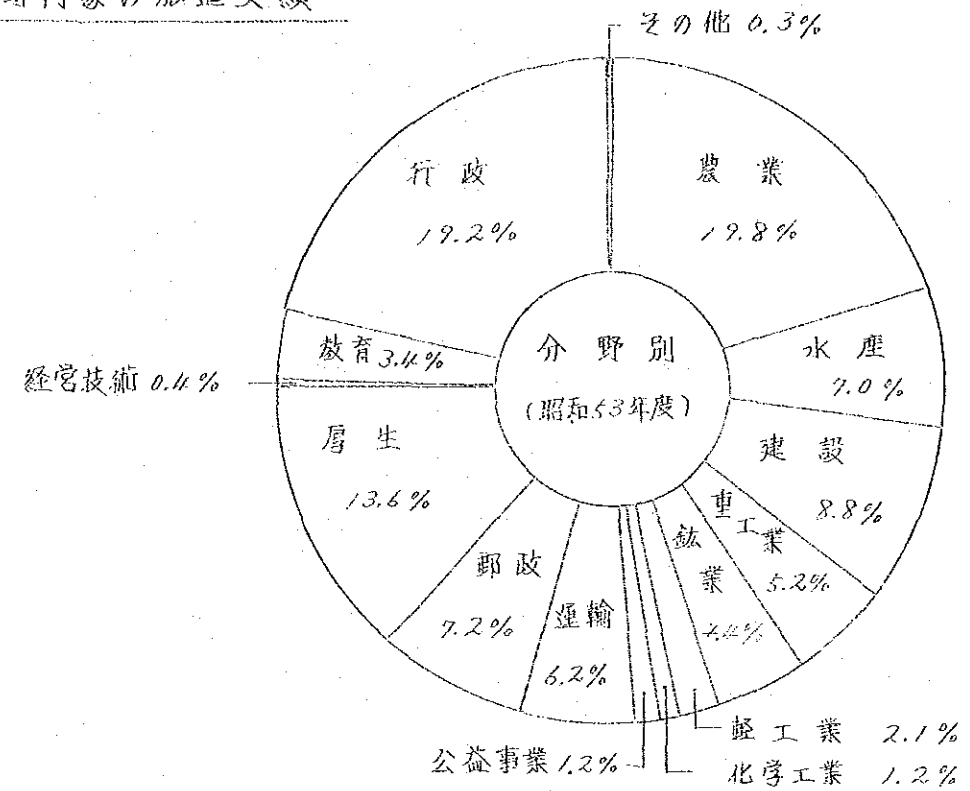 その他 0.3%
行政
19.2%
農業
19.8%
教育 3.4%
分野別
(昭和53年度)
水産
7.0%
経営技術 0.4%
厚生
13.6%
建設
8.8%
重工業
5.2%
鉱業
4.4%
郵政
7.2%
運輸
6.2%
公益事業 1.2%
軽工業 2.1%
化学工業 1.2%